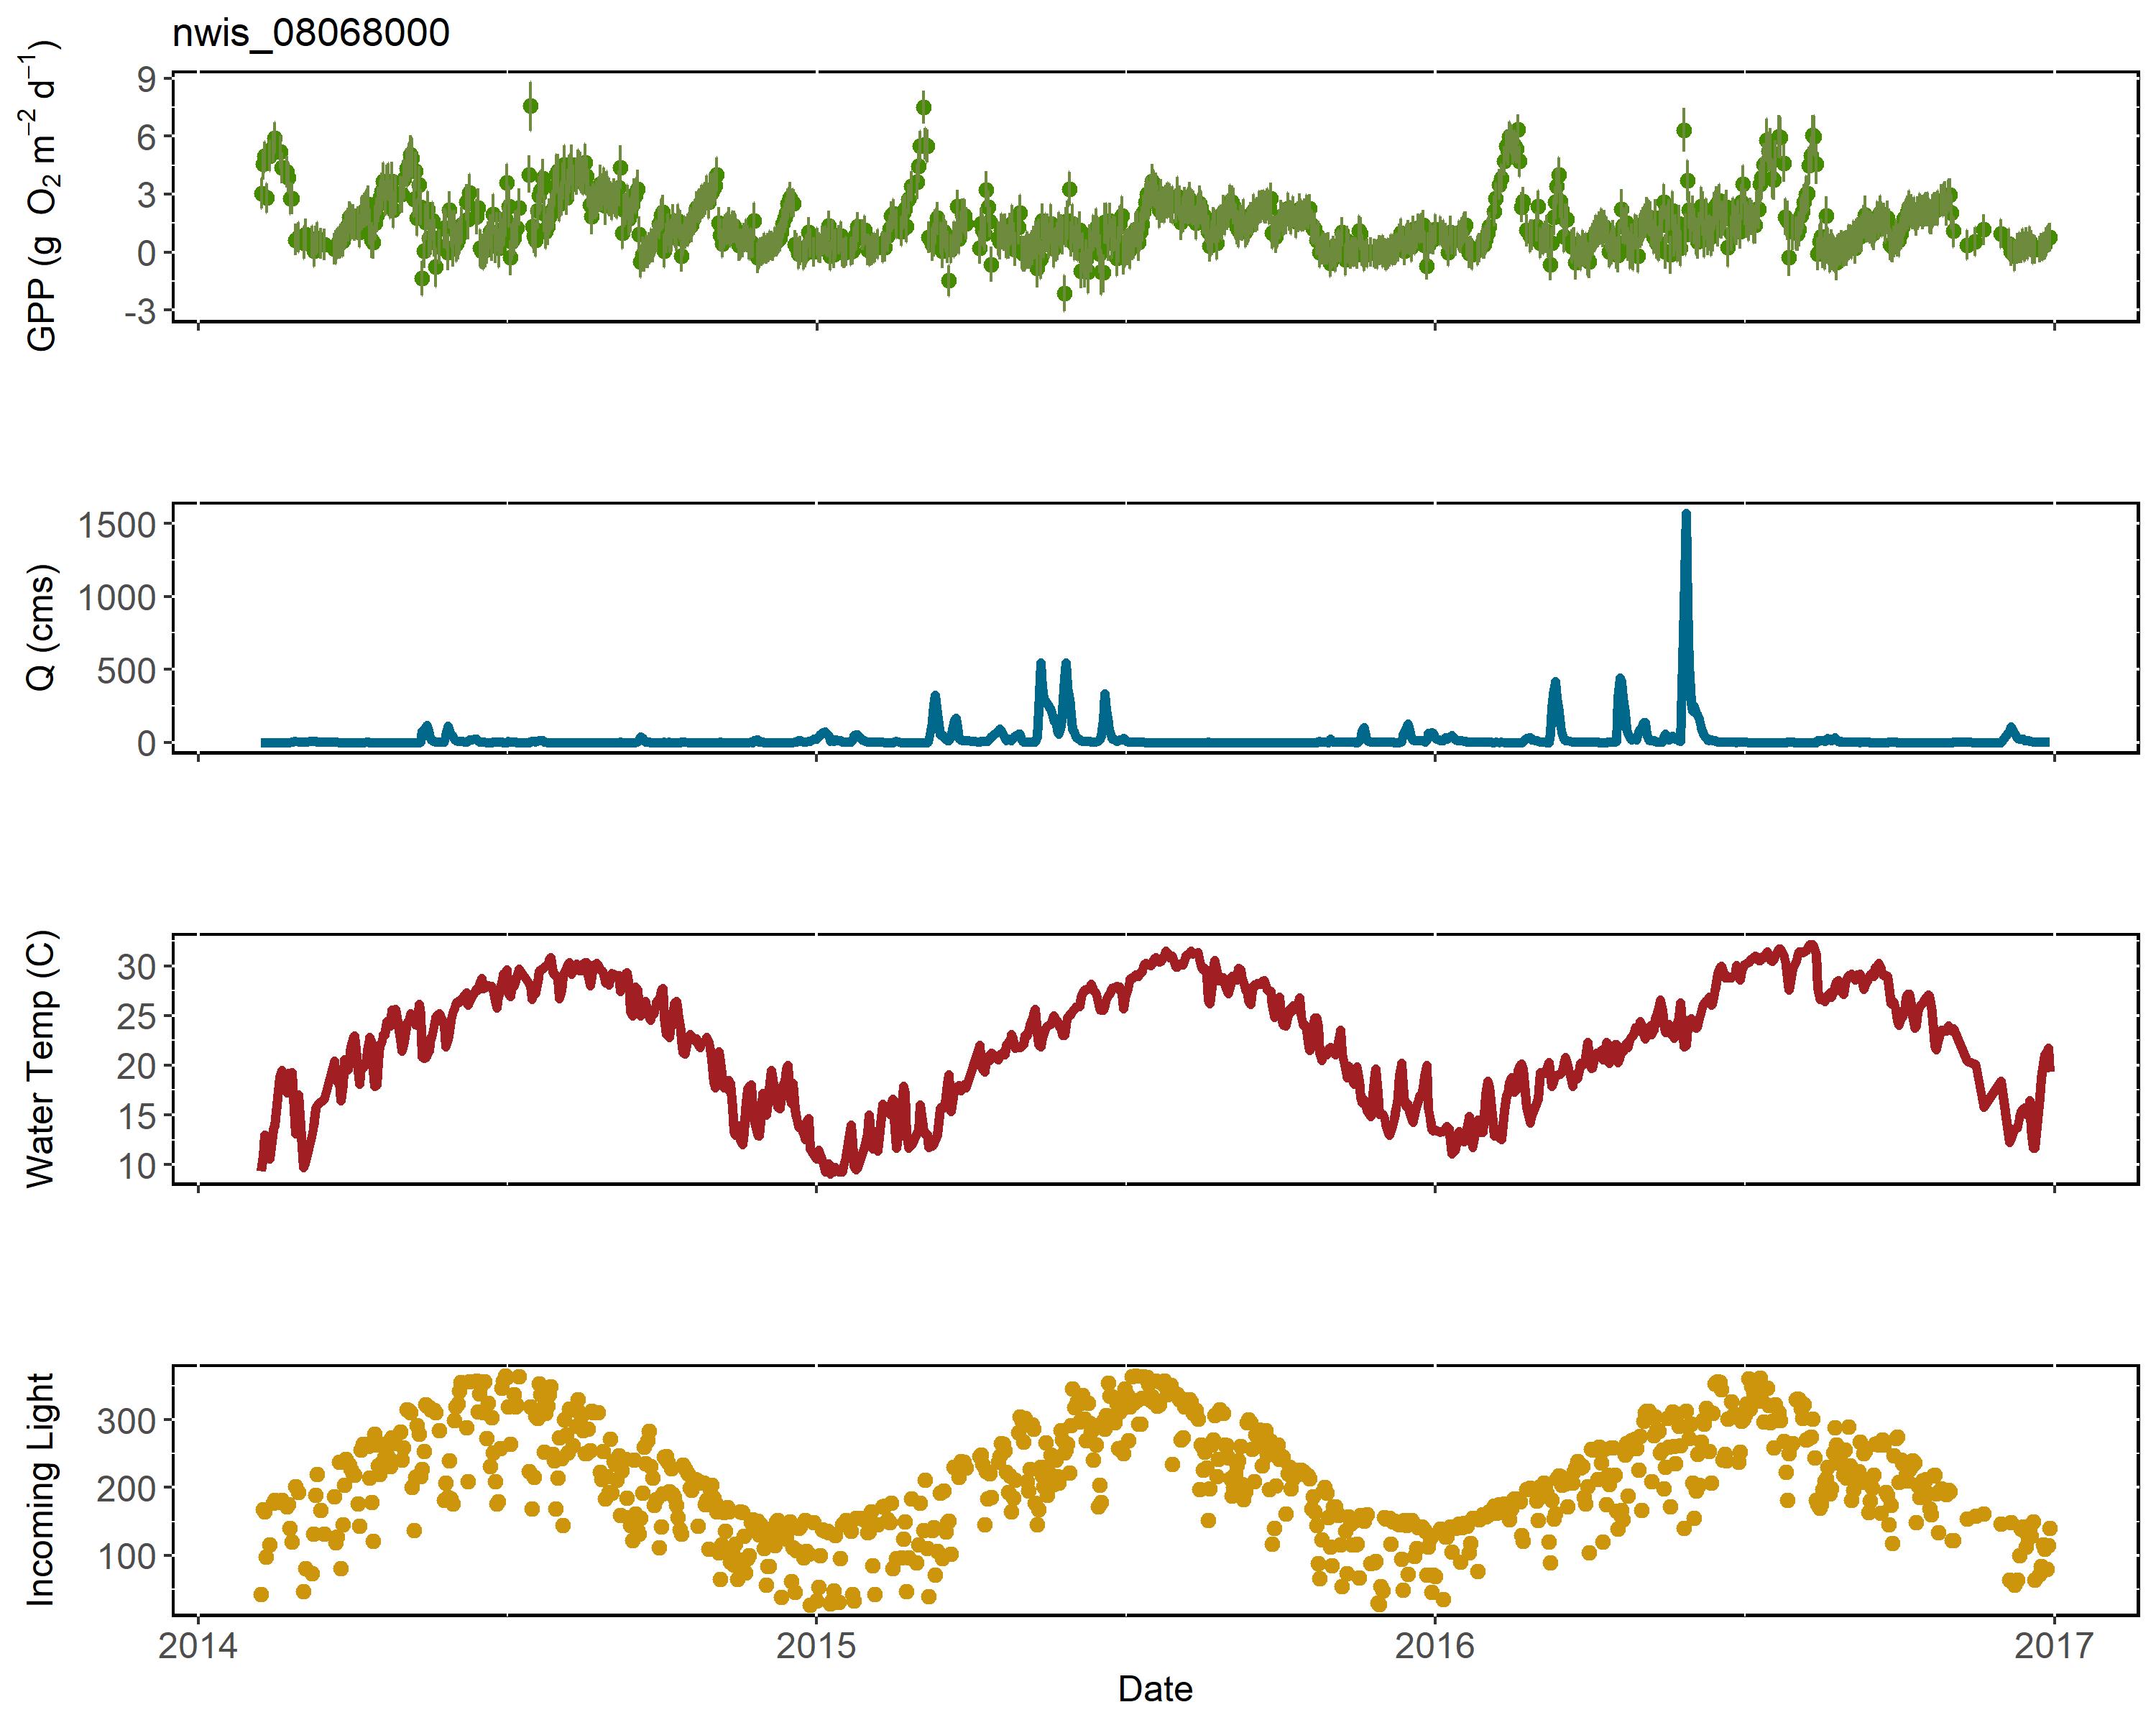 nwis_08068000
GPP (g O₂ m⁻² d⁻¹)
9
6
3
0
-3
Q (cms)
1500
1000
500
0
Water Temp (C)
30
25
20
15
10
Incoming Light
300
200
100
2014 2015 2016 2017
Date